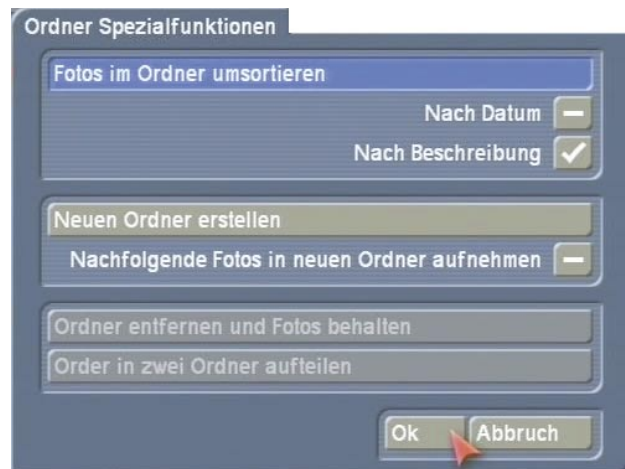 Ordner Spezialfunktionen
Fotos im Ordner umsortieren
Nach Datum
Nach Beschreibung
Neuen Ordner erstellen
Nachfolgende Fotos in neuen Ordner aufnehmen
Ordner entfernen und Fotos behalten
Order in zwei Ordner aufteilen
Ok Abbruch